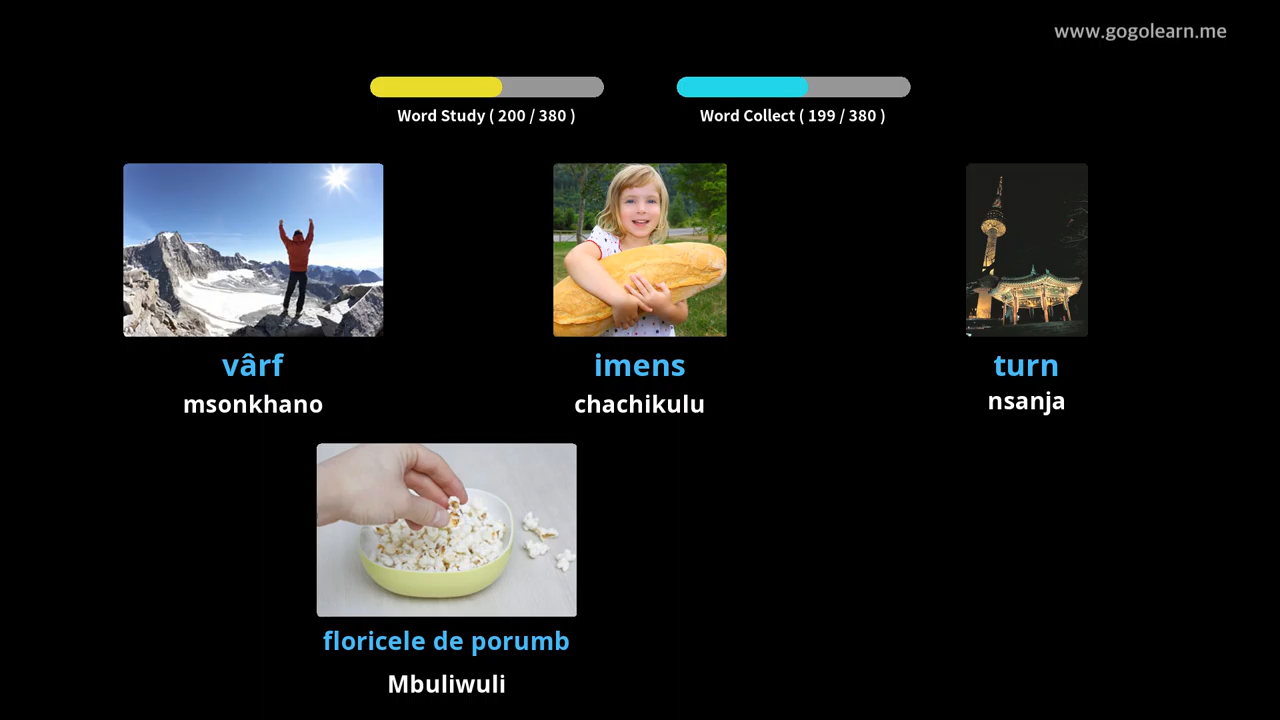 www.gogolearn.me
Word Study ( 200 / 380 )
Word Collect ( 199 / 380 )
vârf
msonkhano
imens
chachikulu
turn
nsanja
floricele de porumb
Mbuliwuli